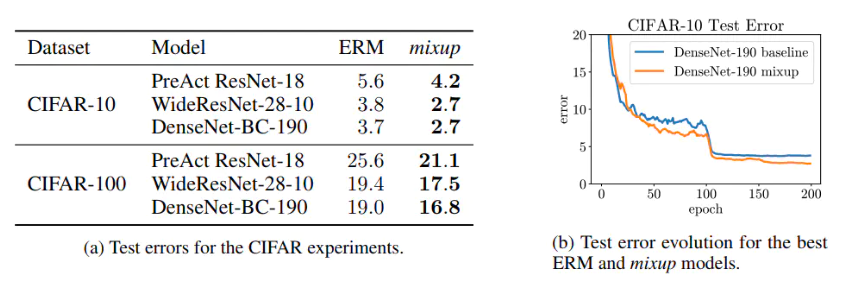 Dataset Model ERM mixup
PreAct ResNet-18 5.6 4.2
CIFAR-10 WideResNet-28-10 3.8 2.7
DenseNet-BC-190 3.7 2.7
PreAct ResNet-18 25.6 21.1
CIFAR-100 WideResNet-28-10 19.4 17.5
DenseNet-BC-190 19.0 16.8
(a) Test errors for the CIFAR experiments.
CIFAR-10 Test Error
DenseNet-190 baseline
DenseNet-190 mixup
error
20
15
10
5
0
0 50 100 150 200
epoch
(b) Test error evolution for the best
ERM and mixup models.